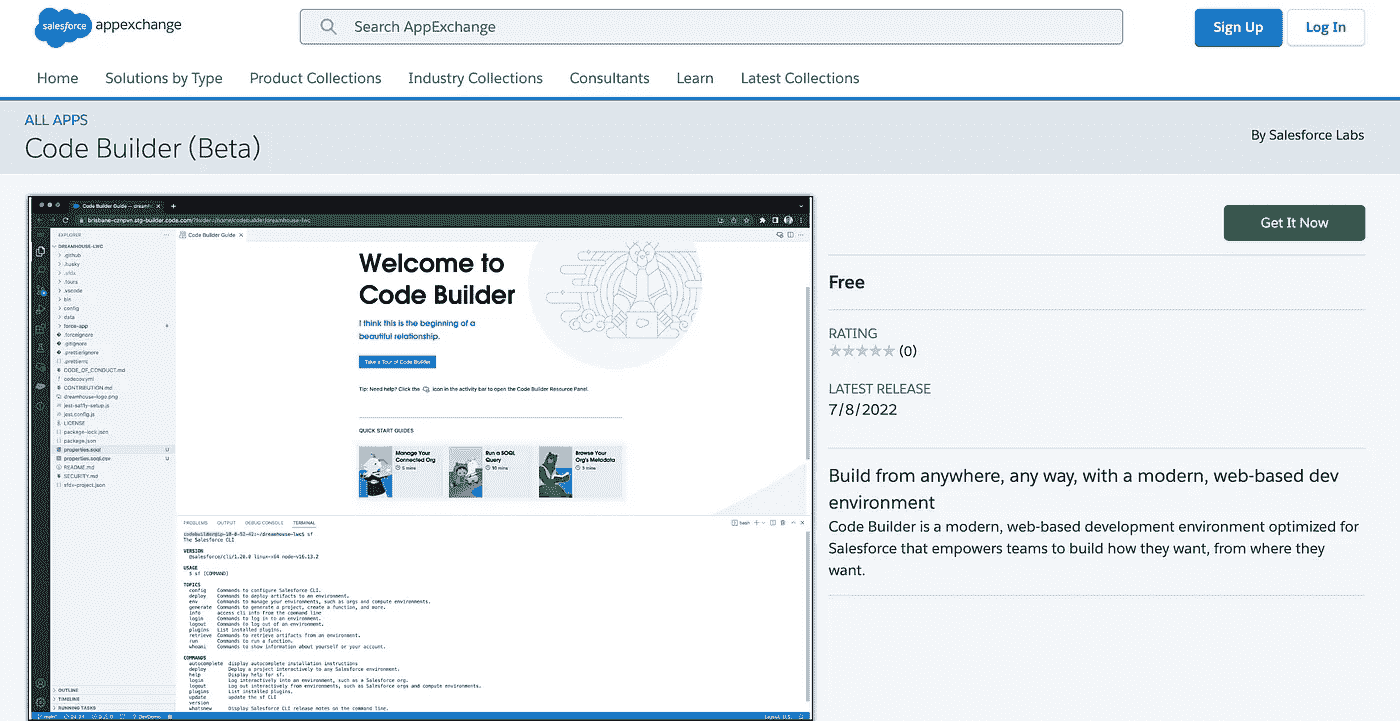 salesforce appexchange
Search AppExchange
Sign Up
Log In
Home Solutions by Type Product Collections Industry Collections Consultants Learn Latest Collections
ALL APPS
Code Builder (Beta)
By Salesforce Labs
Code Builder Guide
EXPLORER
DREAMHOUSE-LWC
.github
.husky
.sfdx
.tours
.vscode
bin
config
data
force-app
.forceignore
.gitignore
.prettierignore
.prettierrc
CODE_OF_CONDUCT.md
codecov.yml
CONTRIBUTION.md
dreamhouse-logo.png
jest-sa11y-setup.js
jest.config.js
LICENSE
package-lock.json
package.json
properties.soql U
properties.soql.csv U
README.md
SECURITY.md
sfdx-project.json
OUTLINE
TIMELINE
RUNNING TASKS
Welcome to
Code Builder
I think this is the beginning of a
beautiful relationship.
Take a Tour of Code Builder
Tip: Need help? Click the icon in the activity bar to open the Code Builder Resource Panel.
QUICK START GUIDES
Manage Your
Connected Org
5 mins
Run a SOQL
Query
10 mins
Browse Your
Org's Metadata
3 mins
PROBLEMS OUTPUT DEBUG CONSOLE TERMINAL
bash
The Salesforce CLI
VERSION
@salesforce/cli/1.20.0 linux-x64 node-v16.13.2
USAGE
$ sf [COMMAND]
TOPICS
config Commands to configure Salesforce CLI.
deploy Commands to deploy artifacts to an environment.
env Commands to manage your environments, such as orgs and compute environments.
generate Commands to generate a project, create a function, and more.
info access cli info from the command line
login Commands to log in to an environment.
logout Commands to log out of an environment.
plugins List installed plugins.
retrieve Commands to retrieve artifacts from an environment.
run Commands to run a function.
whoami Commands to show information about yourself or your account.
COMMANDS
autocomplete display autocomplete installation instructions
deploy Deploy a project interactively to any Salesforce environment.
help Display help for sf.
login Log interactively into an environment, such as a Salesforce org.
logout Log out interactively from environments, such as Salesforce orgs and compute environments.
plugins List installed plugins.
update update the sf CLI
version
whatsnew Display Salesforce CLI release notes on the command line.
Get It Now
Free
RATING
(0)
LATEST RELEASE
7/8/2022
Build from anywhere, any way, with a modern, web-based dev
environment
Code Builder is a modern, web-based development environment optimized for
Salesforce that empowers teams to build how they want, from where they
want.